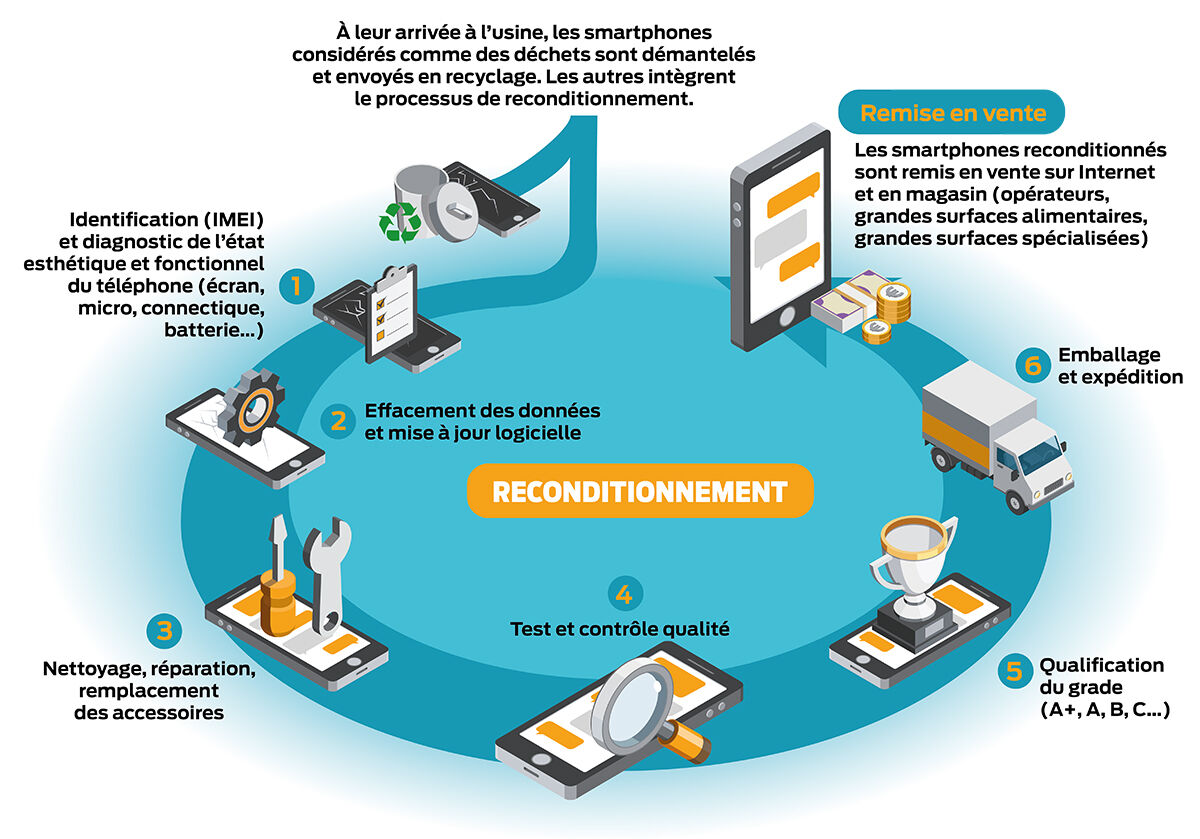 À leur arrivée à l'usine, les smartphones
considérés comme des déchets sont démantelés
et envoyés en recyclage. Les autres intègrent
le processus de reconditionnement.
Remise en vente
Les smartphones reconditionnés
sont remis en vente sur Internet
et en magasin (opérateurs,
grandes surfaces alimentaires,
grandes surfaces spécialisées)
Identification (IMEI)
et diagnostic de l'état
esthétique et fonctionnel
du téléphone (écran,
micro, connectique,
batterie...)
1
2
Effacement des données
et mise à jour logicielle
RECONDITIONNEMENT
3
Nettoyage, réparation,
remplacement
des accessoires
4
Test et contrôle qualité
5
Qualification
du grade
(A+, A, B, C...)
6
Emballage
et expédition